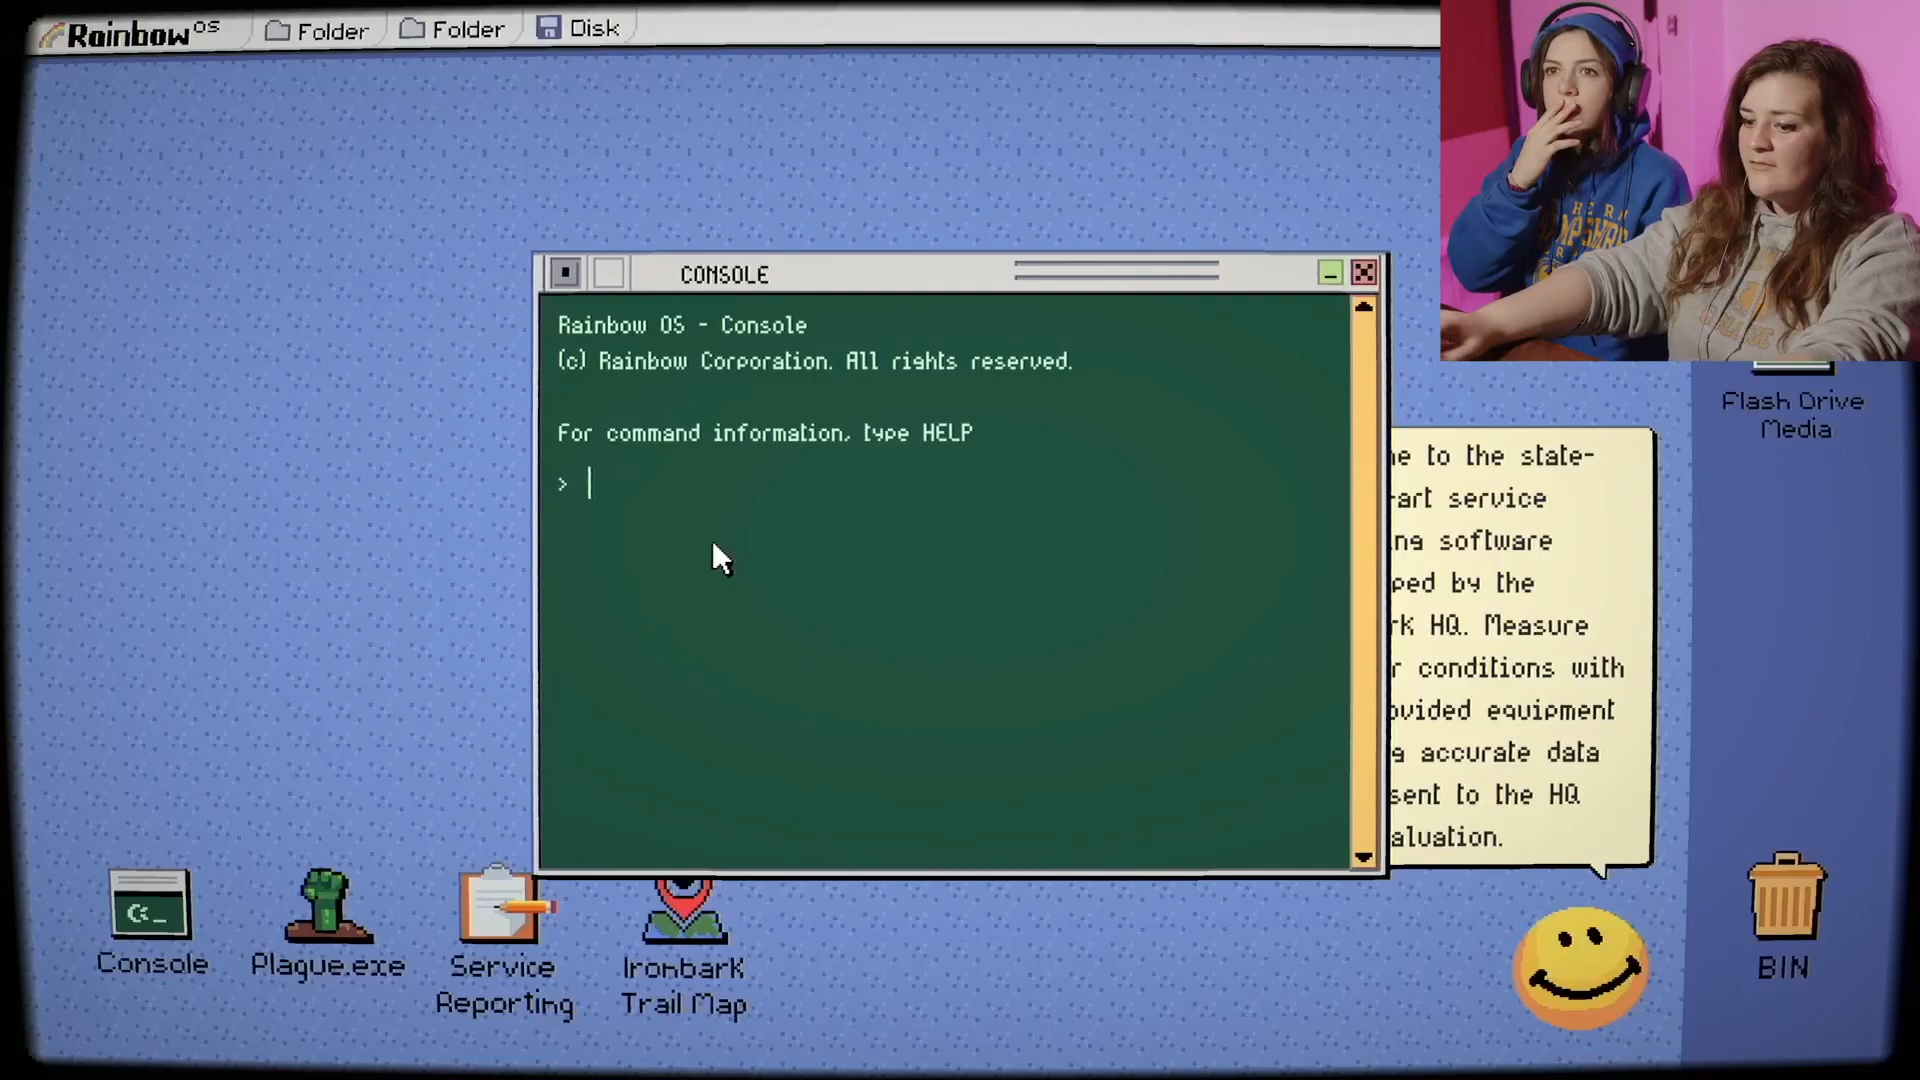 Rainbow OS
Folder
Folder
Disk
CONSOLE
Rainbow OS - Console
(c) Rainbow Corporation. All rights reserved.
For command information, type HELP
>
Flash Drive
Media
e to the state-
art service
ng software
ped by the
rk HQ. Measure
r conditions with
ovided equipment
g accurate data
sent to the HQ
aluation.
C:_
Console
Plague.exe
Service
Reporting
Ironbark
Trail Map
BIN